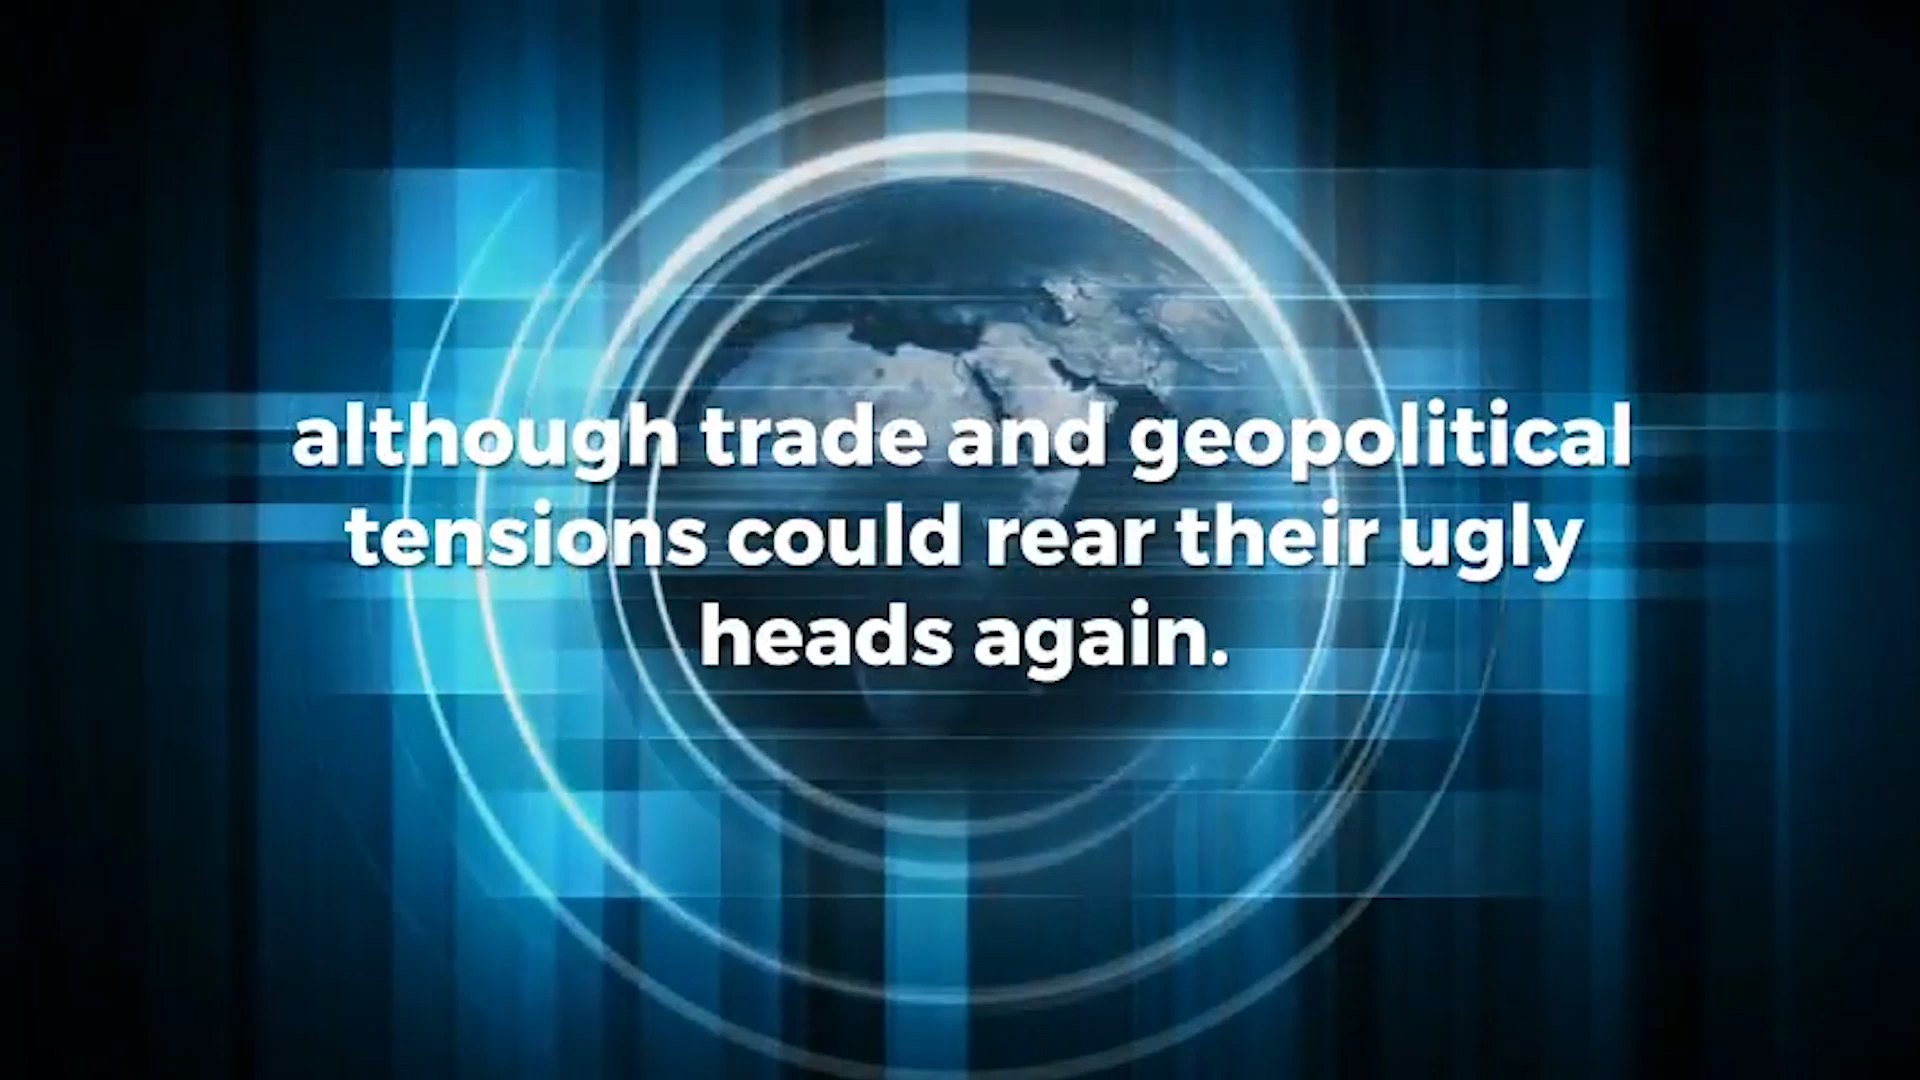 although trade and geopolitical
tensions could rear their ugly
heads again.